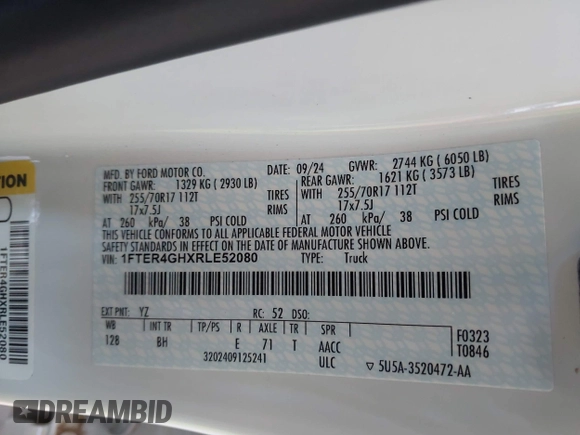 MFD. BY FORD MOTOR CO. 09/24 GVWR: 2744 KG ( 6050 LB)
FRONT GAWR: 1329 KG ( 2930 LB) REAR GAWR: 1621 KG ( 3573 LB)
WITH 255/70R17 112T TIRES WITH 255/70R17 112T TIRES
17x7.5J RIMS 17x7.5J RIMS
AT 260 kPa/ 38 PSI COLD AT 260 kPa/ 38 PSI COLD
THIS VEHICLE CONFORMS TO ALL APPLICABLE FEDERAL MOTOR VEHICLE
SAFETY STANDARDS IN EFFECT ON THE DATE OF MANUFACTURE SHOWN ABOVE.
VIN: 1FTER4GHXRLE52080 TYPE: Truck
EXT PNT: YZ RC: 52 DSO:
WB INT TR TP/PS R AXLE TR SPR F0323
128 BH E 71 T AACC T0846
3202409125241 ULC 5U5A-3520472-AA
TION
1FTER4GHXRLE52080
DREAMBID